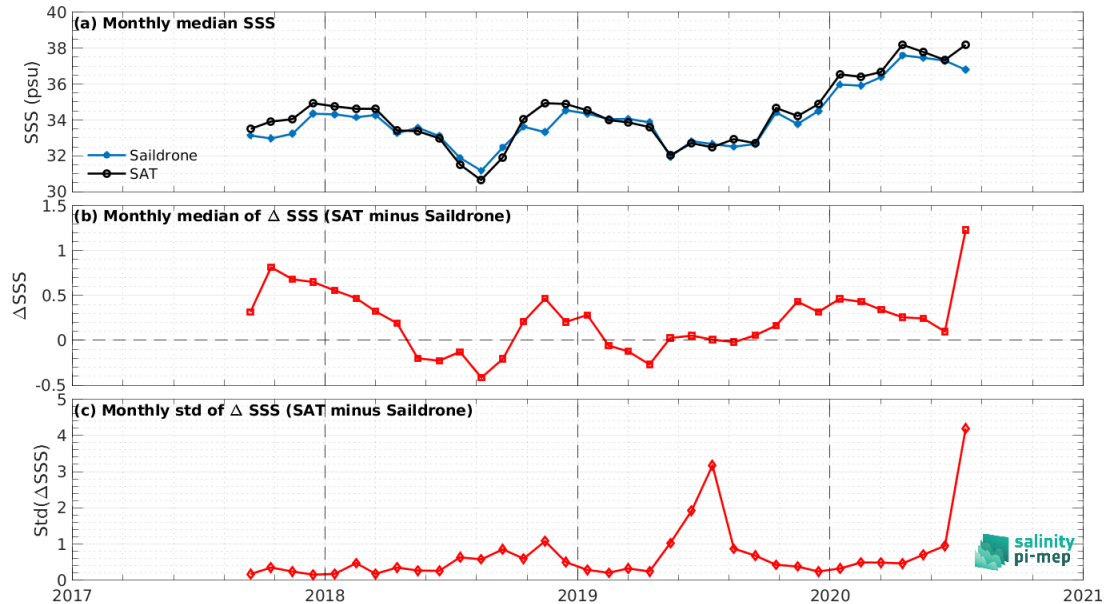 (a) Monthly median SSS
40
38
36
34
32
30
SSS (psu)
Saildrone
SAT
(b) Monthly median of Δ SSS (SAT minus Saildrone)
1.5
1
0.5
0
-0.5
ΔSSS
(c) Monthly std of Δ SSS (SAT minus Saildrone)
5
4
3
2
1
0
Std(ΔSSS)
salinity
pi-mep
2017 2018 2019 2020 2021